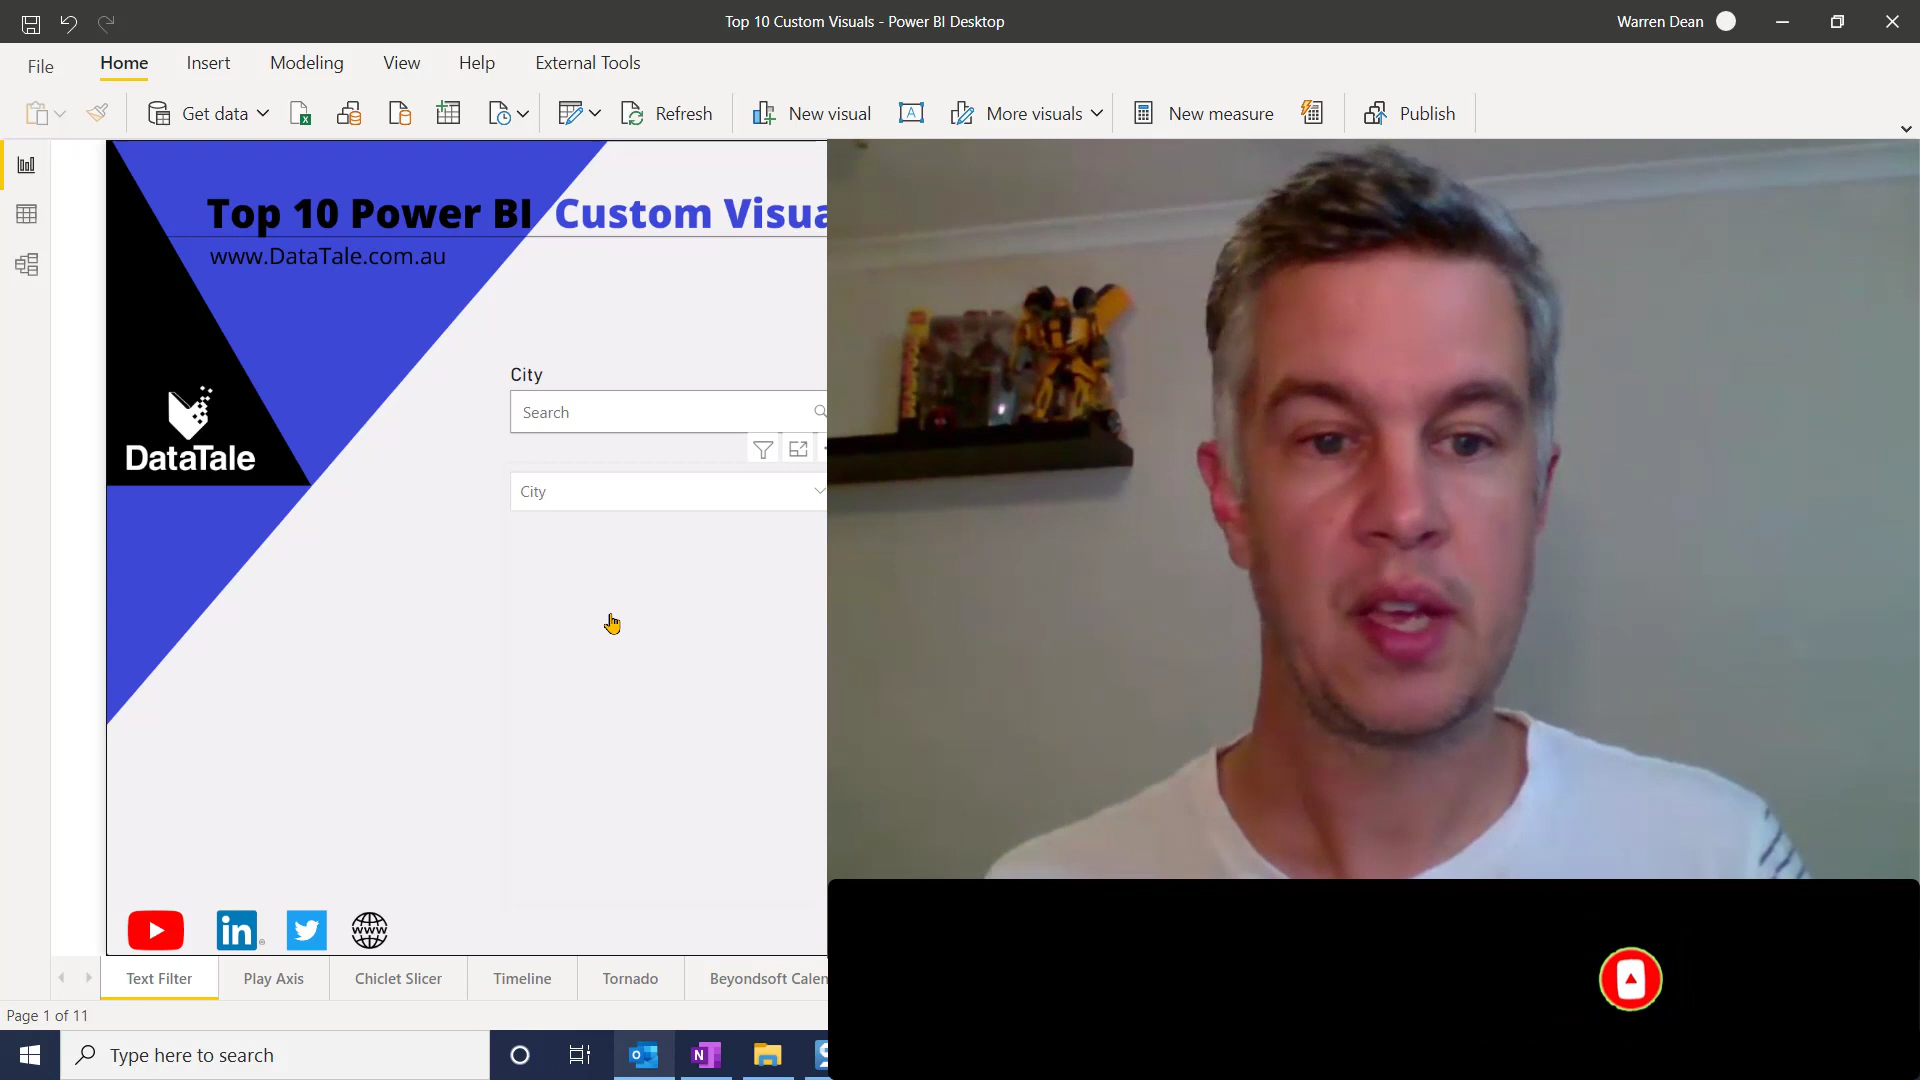 Top 10 Custom Visuals - Power BI Desktop
Warren Dean
File
Home
Insert
Modeling
View
Help
External Tools
Get data
Refresh
New visual
More visuals
New measure
Publish
Top 10 Power BI Custom Visua
www.DataTale.com.au
City
Search
City
DataTale
in
www
Text Filter
Play Axis
Chiclet Slicer
Timeline
Tornado
Beyondsoft Calen
Page 1 of 11
Type here to search